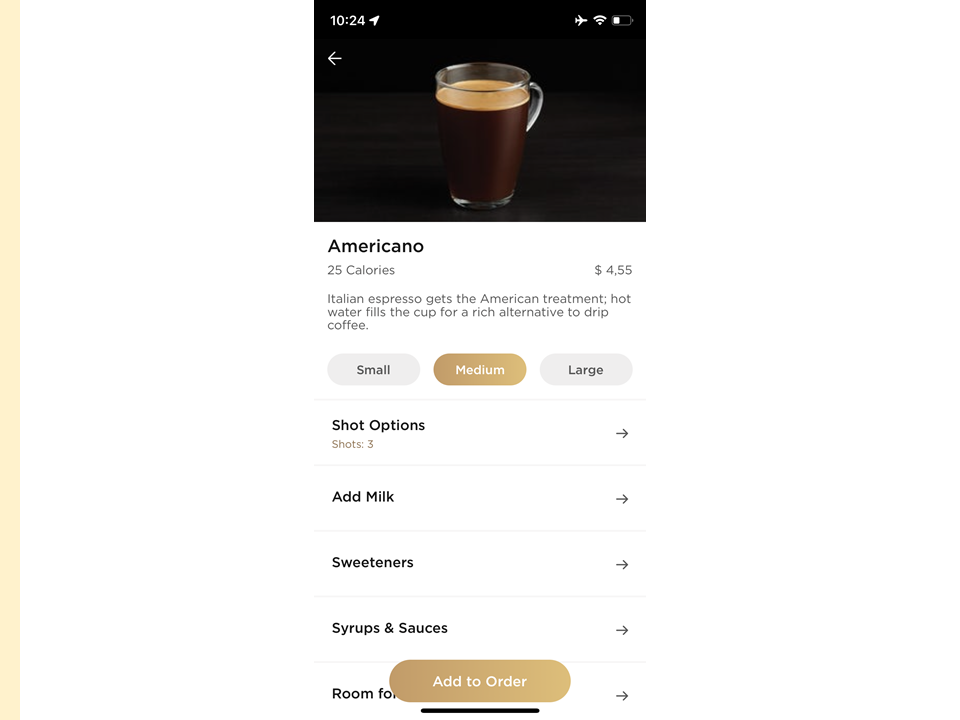 10:24
Americano
25 Calories $ 4,55
Italian espresso gets the American treatment; hot
water fills the cup for a rich alternative to drip
coffee.
Small Medium Large
Shot Options
Shots: 3
Add Milk
Sweeteners
Syrups & Sauces
Room for
Add to Order